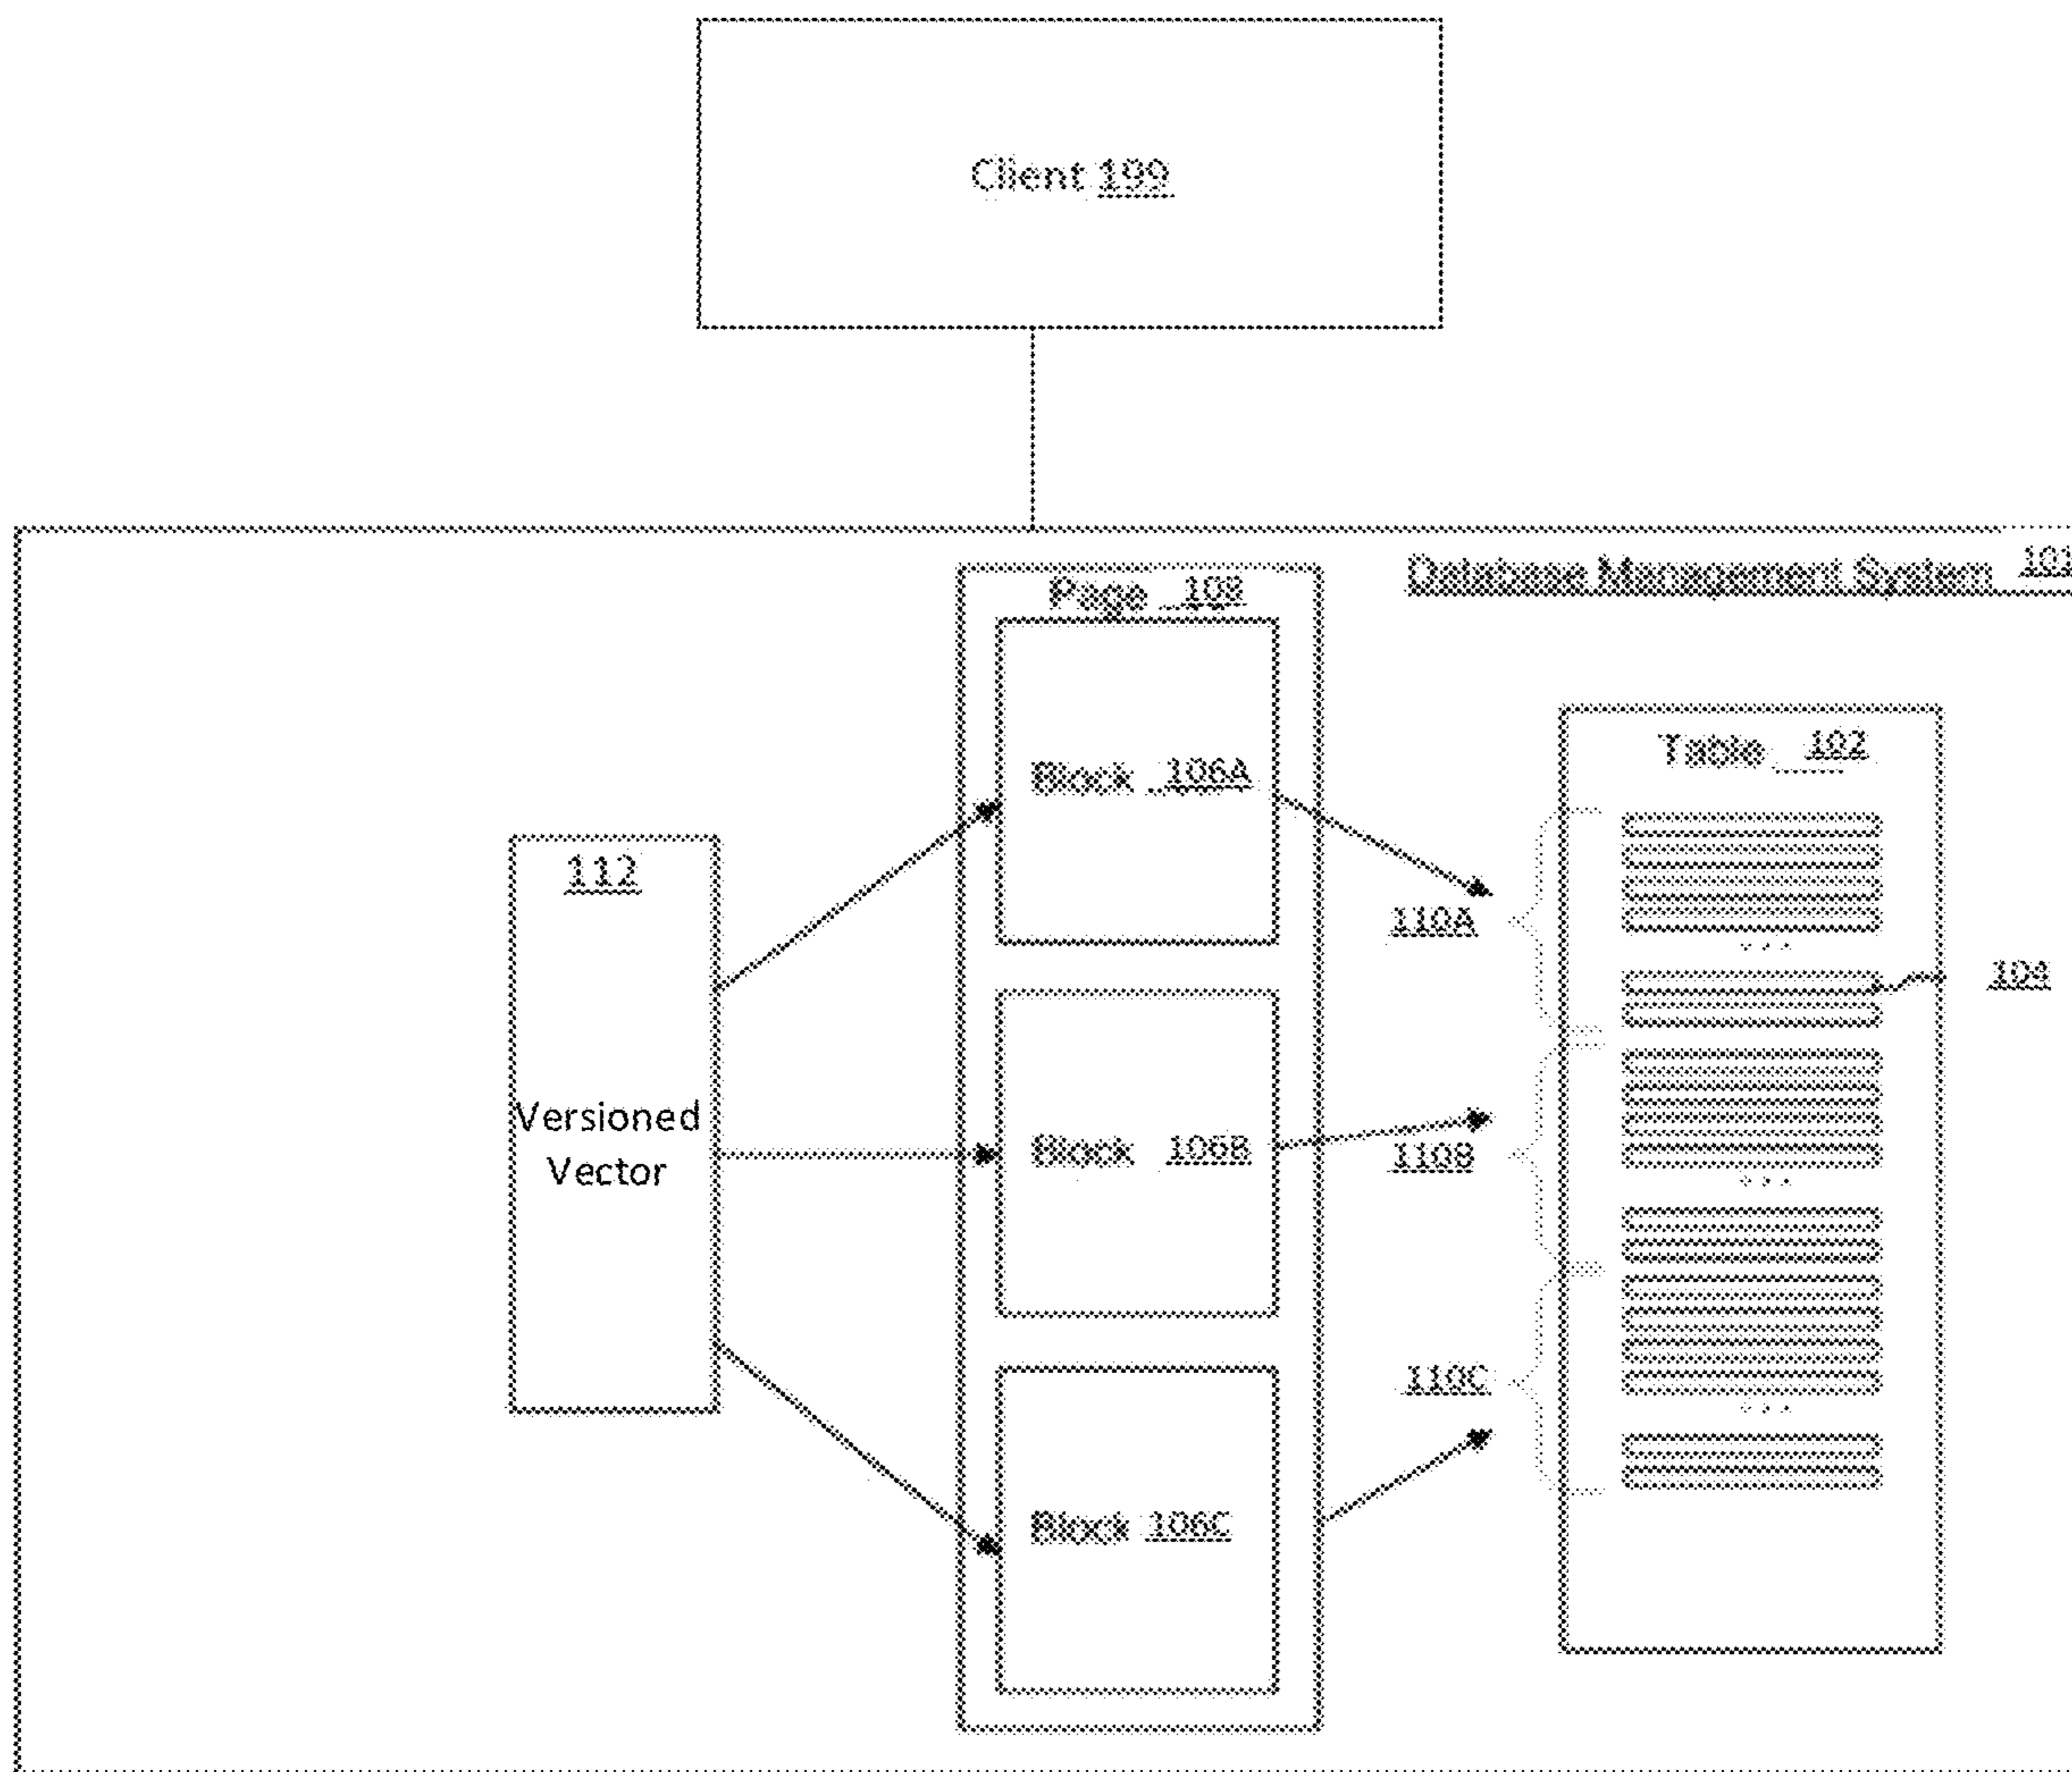 Client 199
Database Management System 101
Page 108
Block 106A
Table 102
112
110A
104
Versioned
Vector
Block 106B
110B
110C
Block 106C